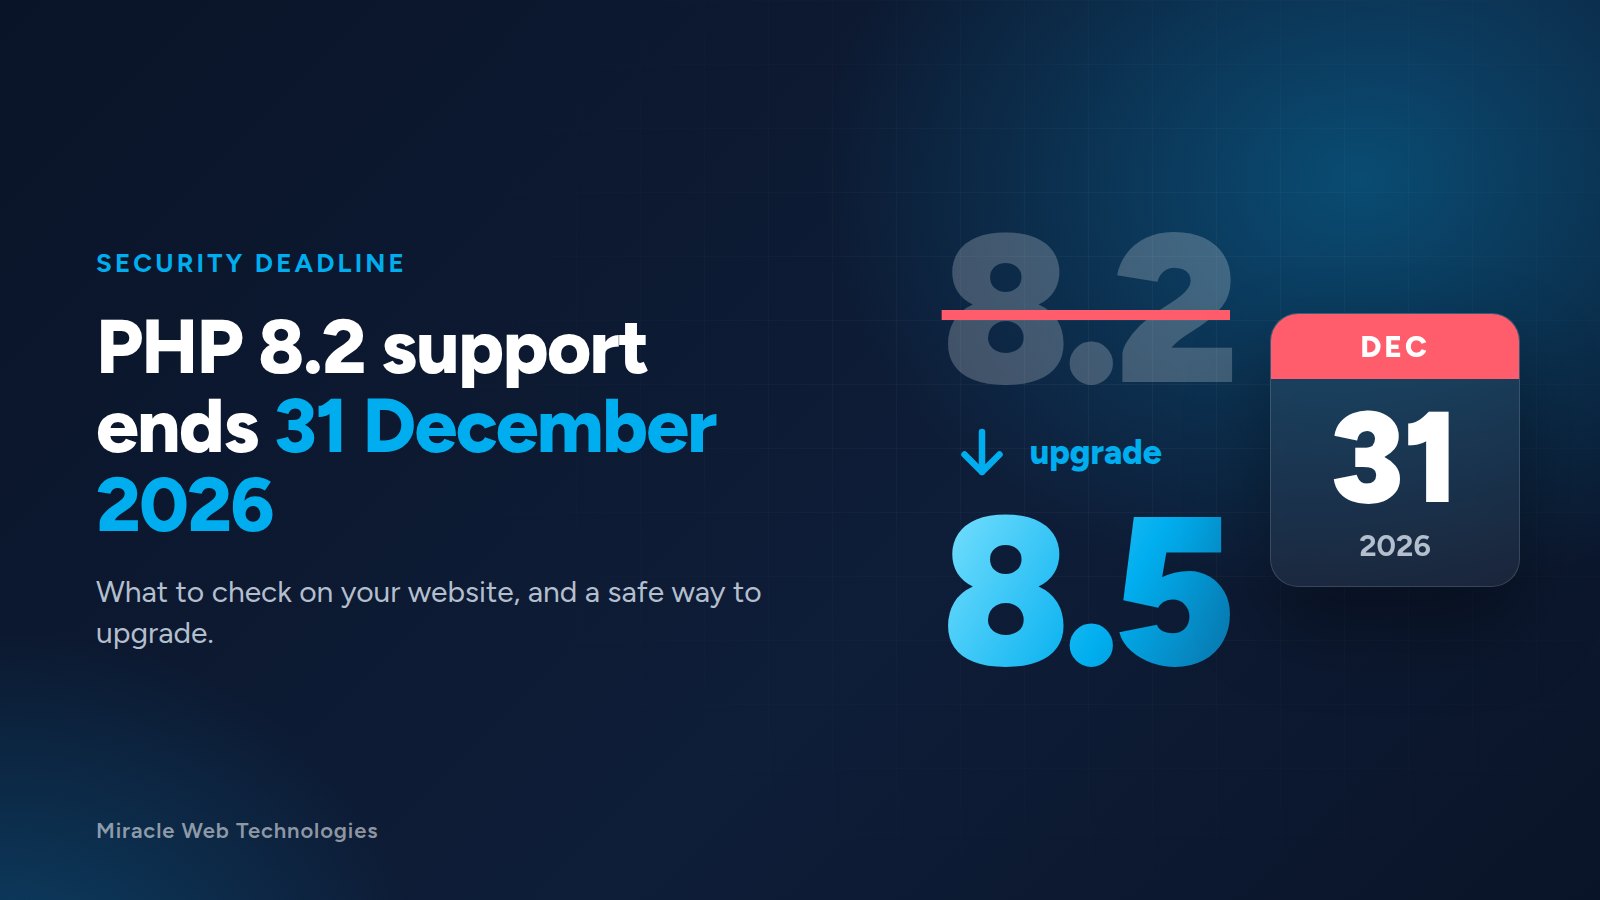 SECURITY DEADLINE
PHP 8.2 support
ends 31 December
2026
What to check on your website, and a safe way to
upgrade.
Miracle Web Technologies
8.2
upgrade
8.5
DEC
31
2026